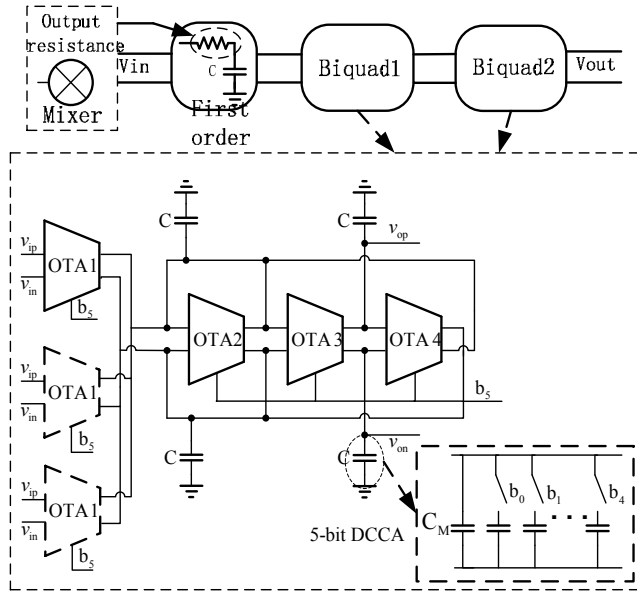 Output
resistance
Mixer
Vin
C
First
order
Biquad1
Biquad2
Vout
C
C
vop
vip
vin
OTA1
b5
OTA2
OTA3
OTA4
b5
vip
vin
OTA1
b5
C
von
C
vip
vin
OTA1
b5
5-bit DCCA
CM
b0
b1
b4